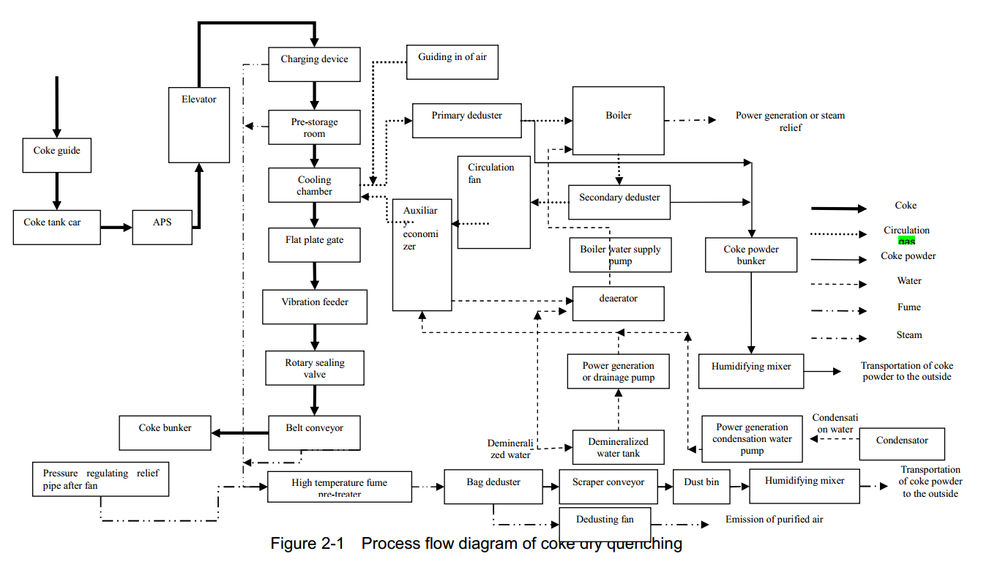 Charging device
Guiding in of air
Elevator
Primary deduster
Boiler
Power generation or steam
relief
Pre-storage
room
Coke guide
Circulation
fan
Cooling
chamber
Secondary deduster
Coke
Coke tank car
APS
Auxiliar
y
economi
zer
Circulation
gas
Flat plate gate
Boiler water supply
pump
Coke powder
bunker
Coke powder
Water
Vibration feeder
deaerator
Fume
Steam
Rotary sealing
valve
Power generation
or drainage pump
Humidifying mixer
Transportation of coke
powder to the outside
Coke bunker
Belt conveyor
Deminerali
zed water
Demineralized
water tank
Power generation
condensation water
pump
Condensati
on water
Condensator
Pressure regulating relief
pipe after fan
High temperature fume
pre-treater
Bag deduster
Scraper conveyor
Dust bin
Humidifying mixer
Transportation
of coke powder
to the outside
Dedusting fan
Emission of purified air
Figure 2-1 Process flow diagram of coke dry quenching